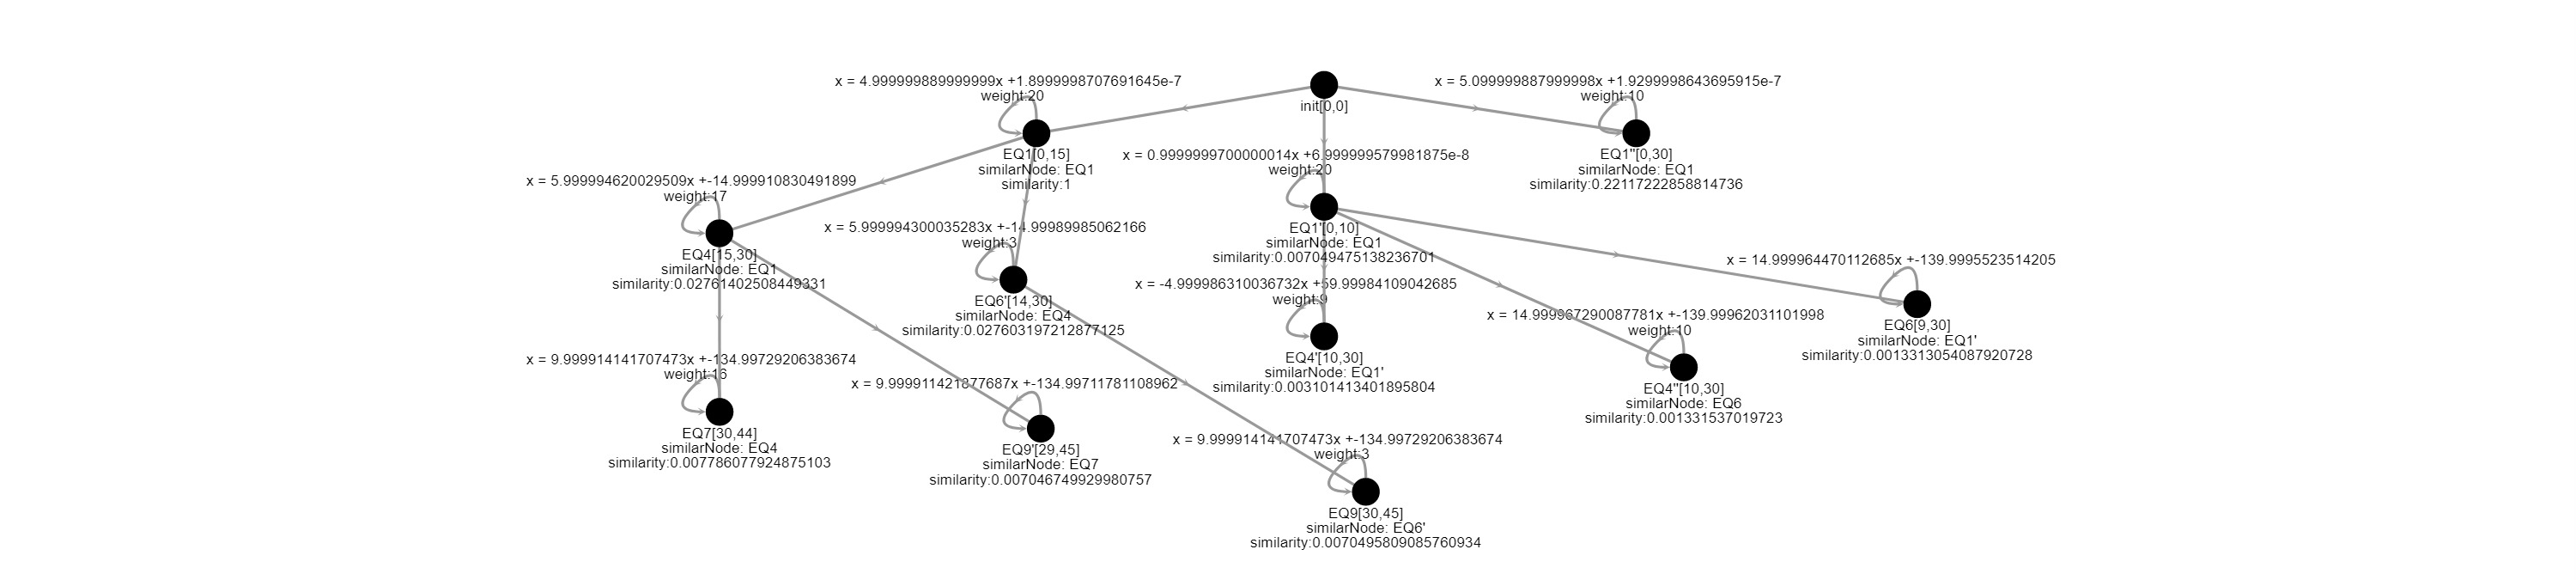 x = 4.999999889999999x +1.8999998707691645e-7
weight:20
x = 5.099999887999998x +1.9299998643695915e-7
weight:10
init[0,0]
EQ1[0,15]
similarNode: EQ1
similarity:1
x = 0.9999999700000014x +6.999999579981875e-8
weight:20
EQ1''[0,30]
similarNode: EQ1
similarity:0.22117222858814736
x = 5.999994620029509x +-14.999910830491899
weight:17
x = 5.999994300035283x +-14.99989985062166
weight:3
EQ1'[0,10]
similarNode: EQ1
similarity:0.007049475138236701
EQ4[15,30]
similarNode: EQ1
similarity:0.02761402508449331
x = 14.999964470112685x +-139.9995523514205
x = -4.999986310036732x +59.99984109042685
weight:9
EQ6'[14,30]
similarNode: EQ4
similarity:0.027603197212877125
x = 14.999967290087781x +-139.99962031101998
weight:10
EQ6[9,30]
similarNode: EQ1'
similarity:0.0013313054087920728
x = 9.999914141707473x +-134.99729206383674
weight:16
EQ4'[10,30]
similarNode: EQ1'
similarity:0.003101413401895804
x = 9.999911421877687x +-134.99711781108962
EQ4''[10,30]
similarNode: EQ6
similarity:0.001331537019723
EQ7[30,44]
similarNode: EQ4
similarity:0.007786077924875103
x = 9.999914141707473x +-134.99729206383674
weight:3
EQ9'[29,45]
similarNode: EQ7
similarity:0.007046749929980757
EQ9[30,45]
similarNode: EQ6'
similarity:0.0070495809085760934